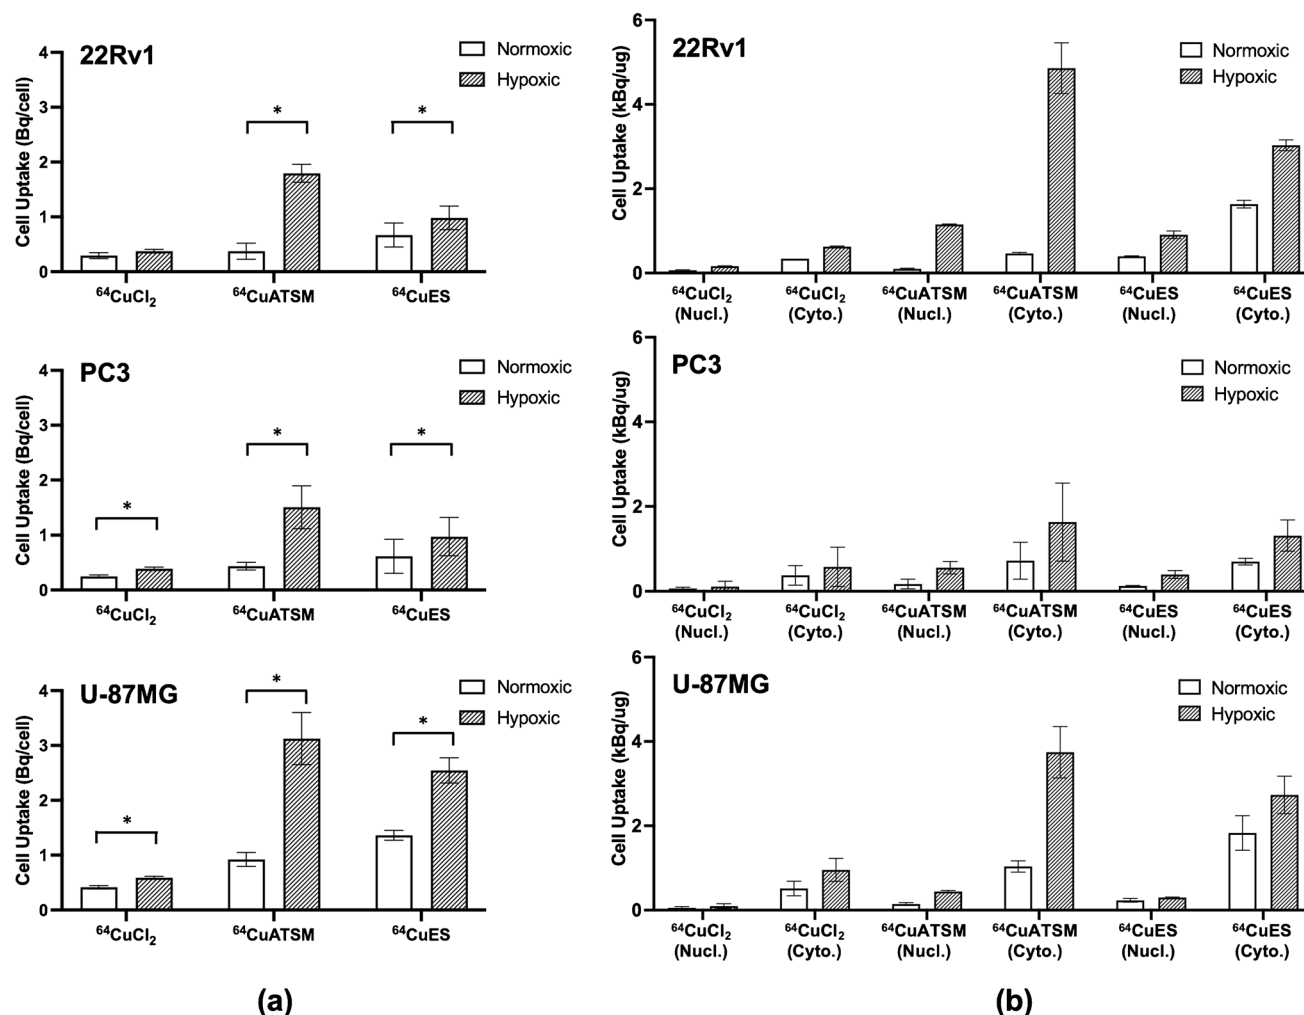 22Rv1
Normoxic
Hypoxic
Cell Uptake (Bq/cell)
4
3
2
1
0
*
*
⁶⁴CuCl₂
⁶⁴CuATSM
⁶⁴CuES
PC3
Normoxic
Hypoxic
Cell Uptake (Bq/cell)
4
3
2
1
0
*
*
*
⁶⁴CuCl₂
⁶⁴CuATSM
⁶⁴CuES
U-87MG
Normoxic
Hypoxic
Cell Uptake (Bq/cell)
4
3
2
1
0
*
*
*
⁶⁴CuCl₂
⁶⁴CuATSM
⁶⁴CuES
(a)
22Rv1
Normoxic
Hypoxic
Cell Uptake (kBq/ug)
6
4
2
0
⁶⁴CuCl₂
(Nucl.)
⁶⁴CuCl₂
(Cyto.)
⁶⁴CuATSM
(Nucl.)
⁶⁴CuATSM
(Cyto.)
⁶⁴CuES
(Nucl.)
⁶⁴CuES
(Cyto.)
PC3
Normoxic
Hypoxic
Cell Uptake (kBq/ug)
6
4
2
0
⁶⁴CuCl₂
(Nucl.)
⁶⁴CuCl₂
(Cyto.)
⁶⁴CuATSM
(Nucl.)
⁶⁴CuATSM
(Cyto.)
⁶⁴CuES
(Nucl.)
⁶⁴CuES
(Cyto.)
U-87MG
Normoxic
Hypoxic
Cell Uptake (kBq/ug)
6
4
2
0
⁶⁴CuCl₂
(Nucl.)
⁶⁴CuCl₂
(Cyto.)
⁶⁴CuATSM
(Nucl.)
⁶⁴CuATSM
(Cyto.)
⁶⁴CuES
(Nucl.)
⁶⁴CuES
(Cyto.)
(b)